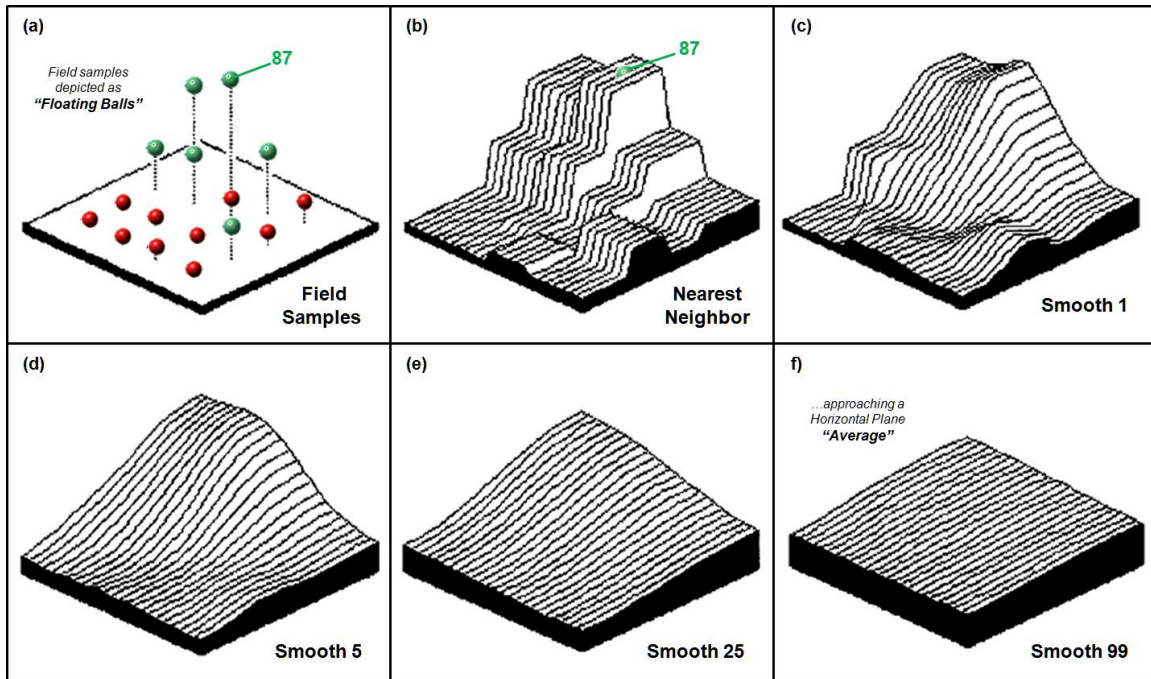 (a)
Field samples
depicted as
“Floating Balls”
87
Field
Samples
(b)
87
Nearest
Neighbor
(c)
Smooth 1
(d)
Smooth 5
(e)
Smooth 25
f)
…approaching a
Horizontal Plane
“Average”
Smooth 99